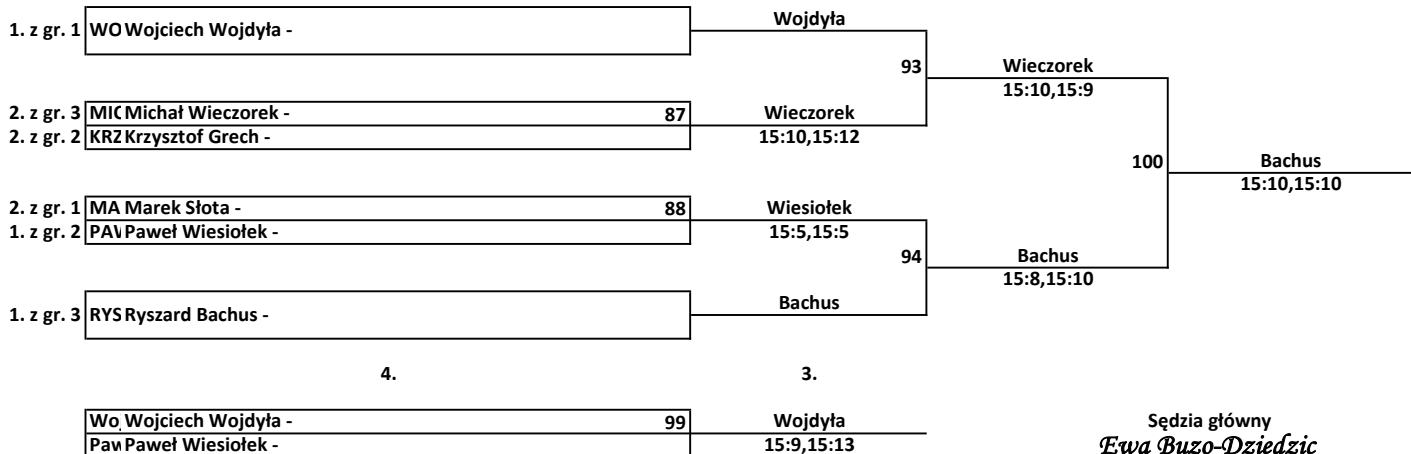 Wojdyła
1. z gr. 1 WO Wojciech Wojdyła -
93 Wieczorek
15:10,15:9
2. z gr. 3 MIC Michał Wieczorek - 87 Wieczorek
2. z gr. 2 KRZ Krzysztof Grech - 15:10,15:12
100 Bachus
15:10,15:10
2. z gr. 1 MA Marek Słota - 88 Wiesiołek
1. z gr. 2 PAW Paweł Wiesiołek - 15:5,15:5
94 Bachus
15:8,15:10
Bachus
1. z gr. 3 RYS Ryszard Bachus -
4. 3.
Woj Wojciech Wojdyła - 99 Wojdyła Sędzia główny
Paw Paweł Wiesiołek - 15:9,15:13 Ewa Buzo-Dziedzic